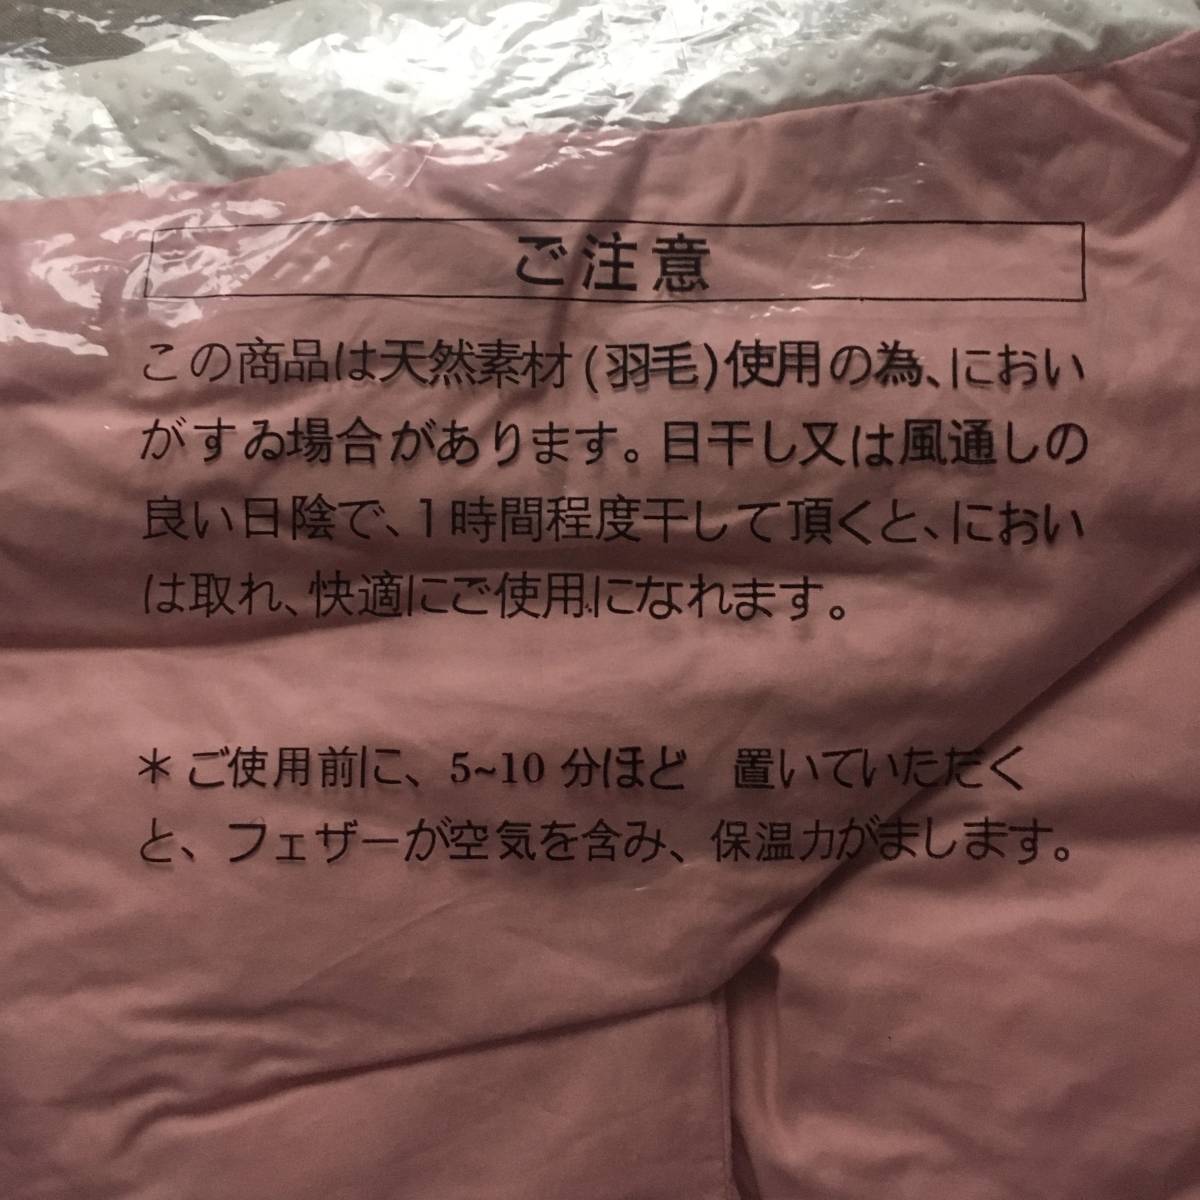 ご注意
この商品は天然素材(羽毛)使用の為、におい
がすゐ場合があります。日干し又は風通しの
良い日陰で、1時間程度干して頂くと、におい
は取れ、快適にご使用になれます。
＊ご使用前に、5~10 分ほど　置いていただく
と、フェザーが空気を含み、保温力がまします。